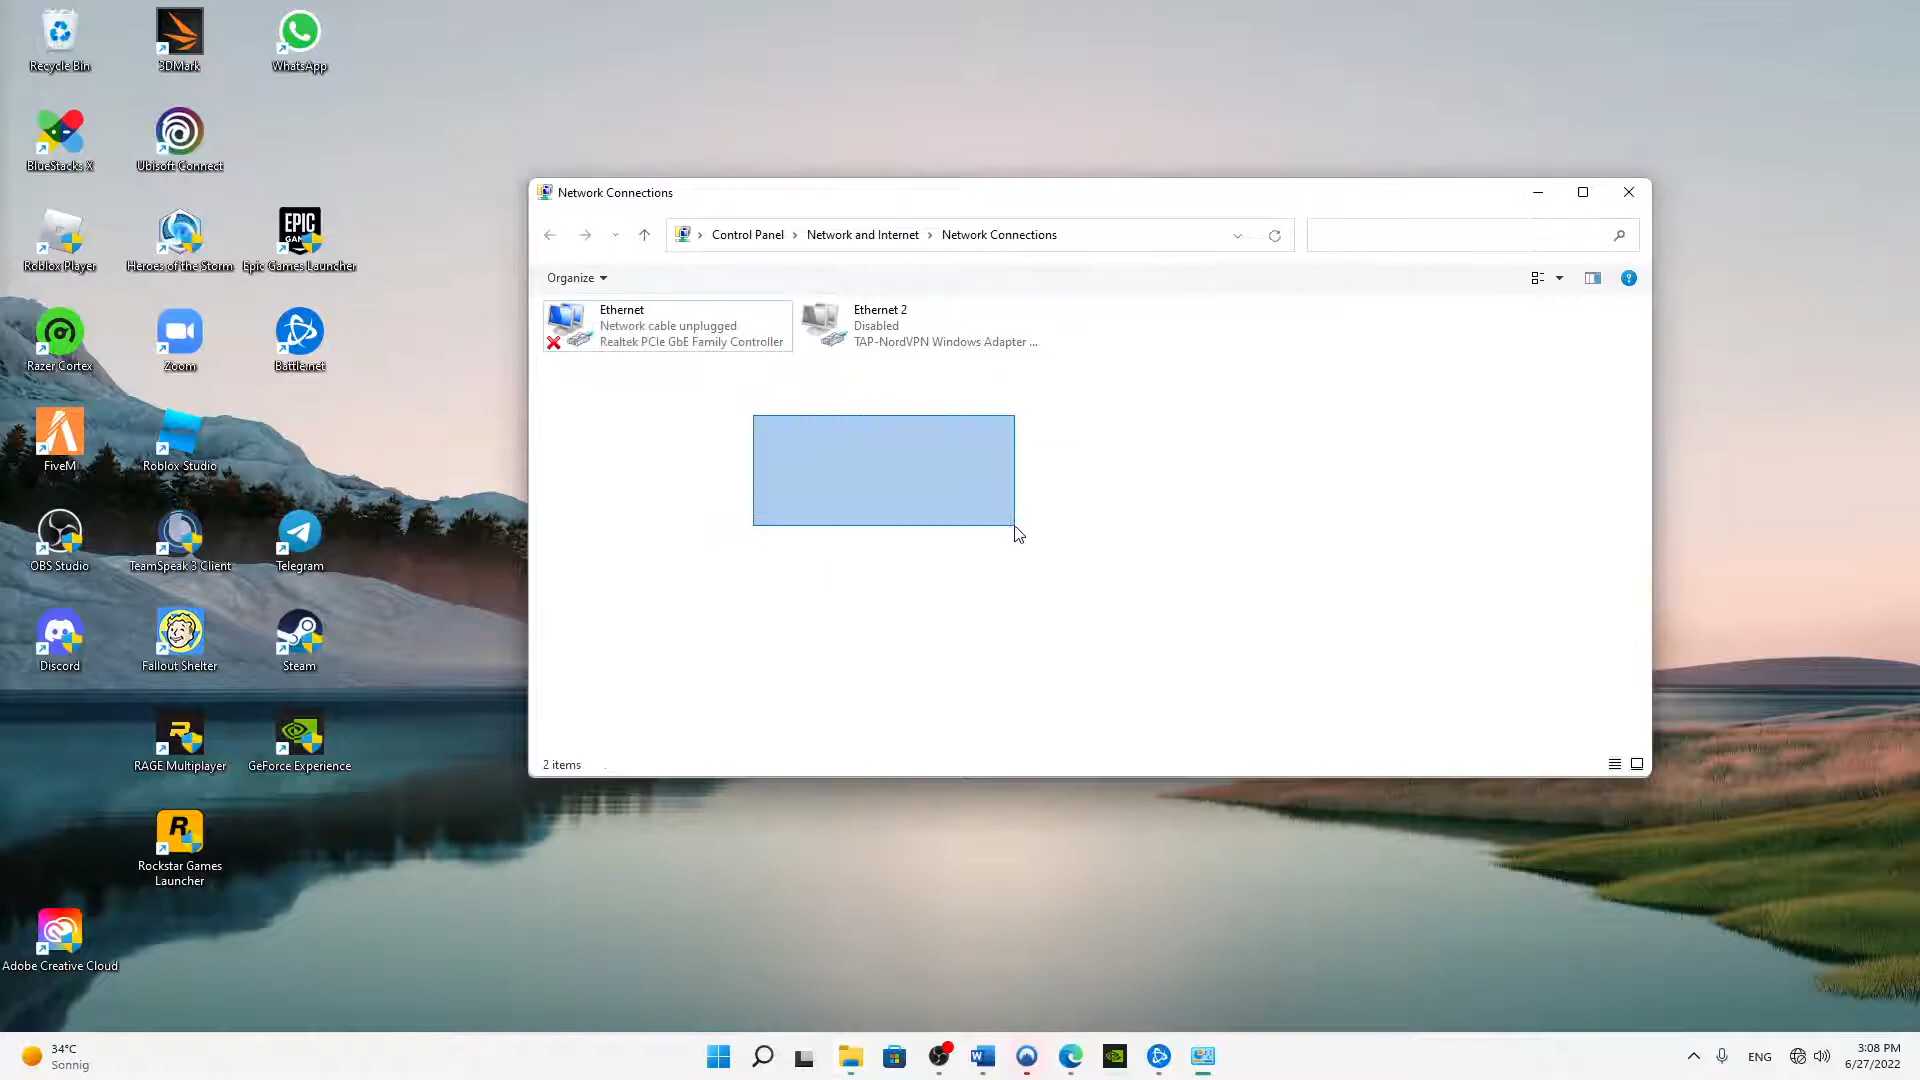 Recycle Bin
3DMark
WhatsApp
BlueStacks X
Ubisoft Connect
Roblox Player
Heroes of the Storm
Epic Games Launcher
Razer Cortex
Zoom
Battle.net
FiveM
Roblox Studio
OBS Studio
TeamSpeak 3 Client
Telegram
Discord
Fallout Shelter
Steam
RAGE Multiplayer
GeForce Experience
Rockstar Games
Launcher
Adobe Creative Cloud
Network Connections
Control Panel > Network and Internet > Network Connections
Organize
Ethernet
Network cable unplugged
Realtek PCIe GbE Family Controller
Ethernet 2
Disabled
TAP-NordVPN Windows Adapter ...
2 items
34°C
Sonnig
ENG
3:08 PM
6/27/2022